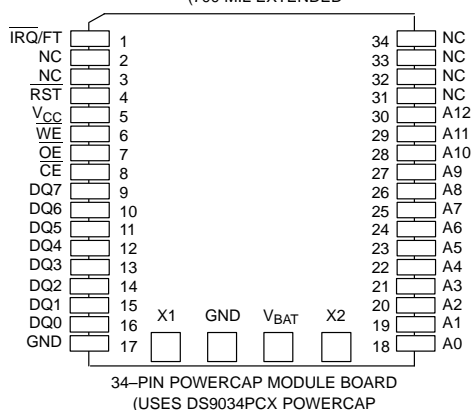 (700 MIL EXTENDED
IRQ/FT 1 34 NC
NC 2 33 NC
NC 3 32 NC
RST 4 31 NC
VCC 5 30 A12
WE 6 29 A11
OE 7 28 A10
CE 8 27 A9
DQ7 9 26 A8
DQ6 10 25 A7
DQ5 11 24 A6
DQ4 12 23 A5
DQ3 13 22 A4
DQ2 14 21 A3
DQ1 15 20 A2
DQ0 16 19 A1
GND 17 18 A0
X1 GND VBAT X2
34–PIN POWERCAP MODULE BOARD
(USES DS9034PCX POWERCAP